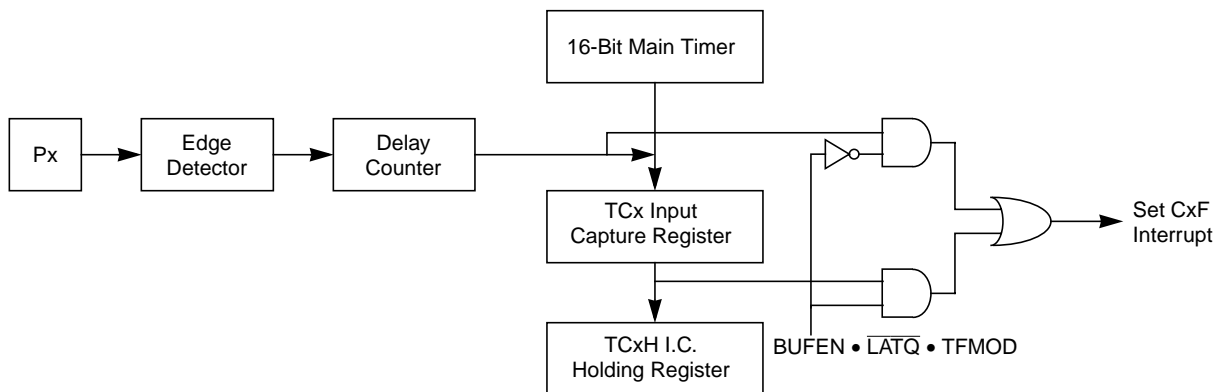 16-Bit Main Timer
Px
Edge
Detector
Delay
Counter
TCx Input
Capture Register
Set CxF
Interrupt
TCxH I.C.
Holding Register
BUFEN • L̅A̅T̅Q̅ • TFMOD